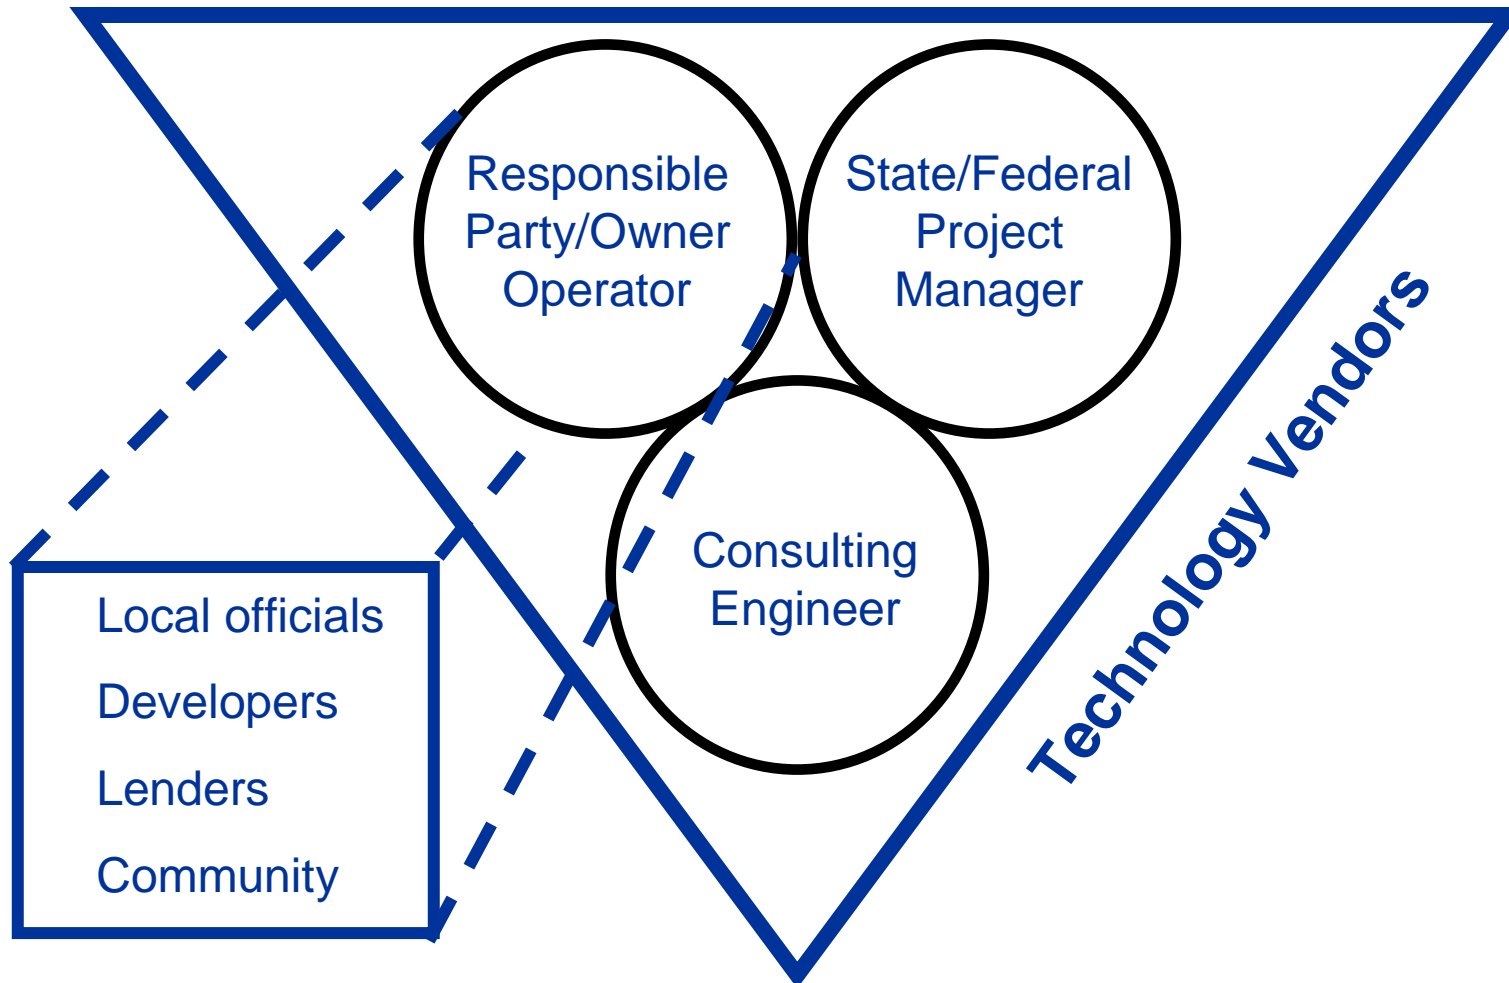 Responsible
Party/Owner
Operator
State/Federal
Project
Manager
Consulting
Engineer
Technology Vendors
Local officials
Developers
Lenders
Community